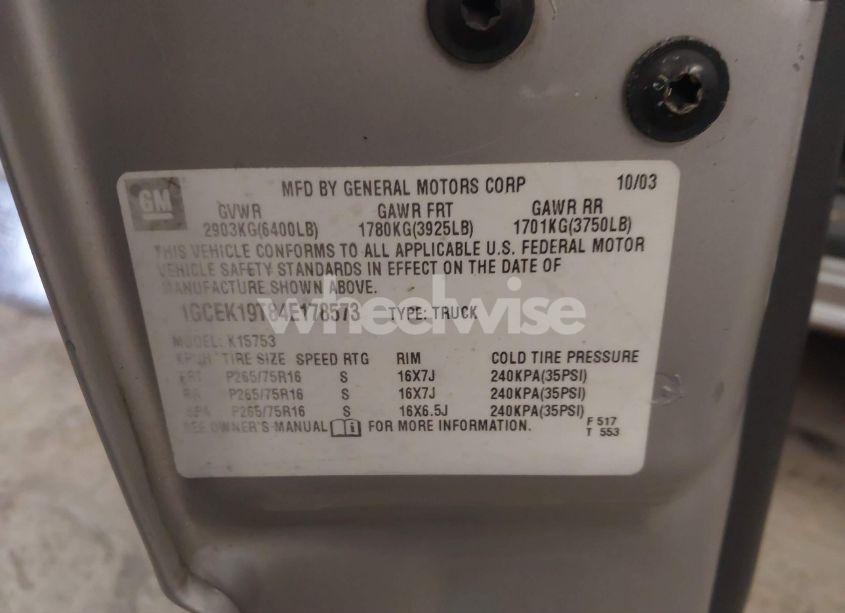 GM
MFD BY GENERAL MOTORS CORP 10/03
GVWR GAWR FRT GAWR RR
2903KG(6400LB) 1780KG(3925LB) 1701KG(3750LB)
THIS VEHICLE CONFORMS TO ALL APPLICABLE U.S. FEDERAL MOTOR
VEHICLE SAFETY STANDARDS IN EFFECT ON THE DATE OF
MANUFACTURE SHOWN ABOVE.
1GCEK19T84E178573 TYPE: TRUCK
wheelwise
MODEL: K15753
TIRE SIZE SPEED RTG RIM COLD TIRE PRESSURE
FRT P265/75R16 S 16X7J 240KPA(35PSI)
RR P265/75R16 S 16X7J 240KPA(35PSI)
SPA P265/75R16 S 16X6.5J 240KPA(35PSI)
SEE OWNER'S MANUAL FOR MORE INFORMATION.
F 517
T 553